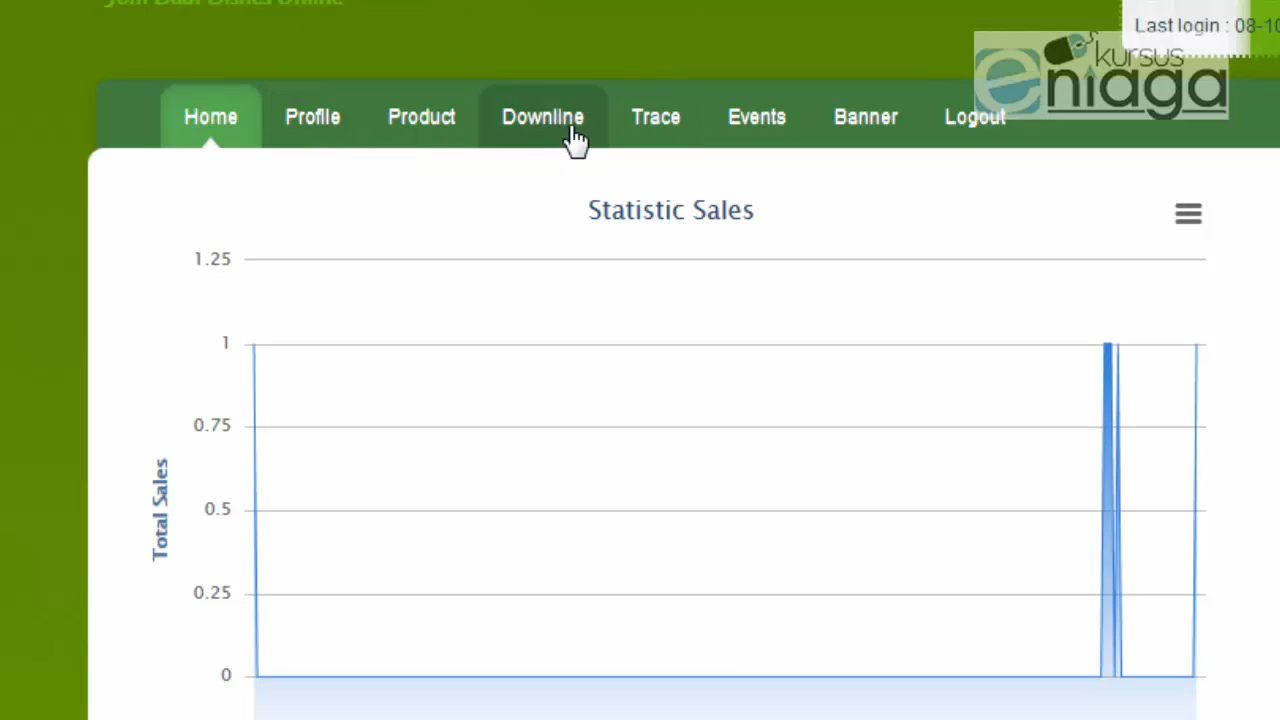 Last login : 08-10
kursus
eniaga
Home Profile Product Downline Trace Events Banner Logout
Statistic Sales
1.25
1
0.75
0.5
0.25
0
Total Sales